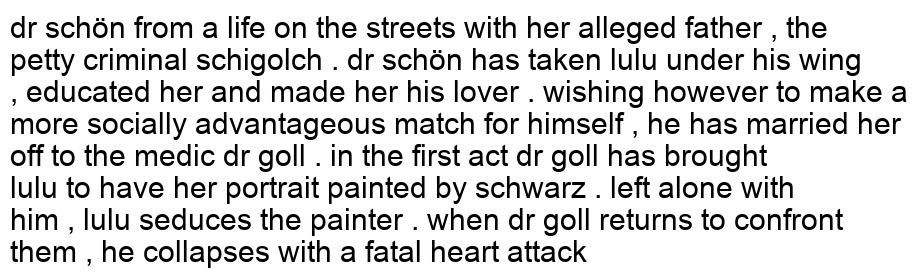 dr schön from a life on the streets with her alleged father , the
petty criminal schigolch . dr schön has taken lulu under his wing
, educated her and made her his lover . wishing however to make a
more socially advantageous match for himself , he has married her
off to the medic dr goll . in the first act dr goll has brought
lulu to have her portrait painted by schwarz . left alone with
him , lulu seduces the painter . when dr goll returns to confront
them , he collapses with a fatal heart attack